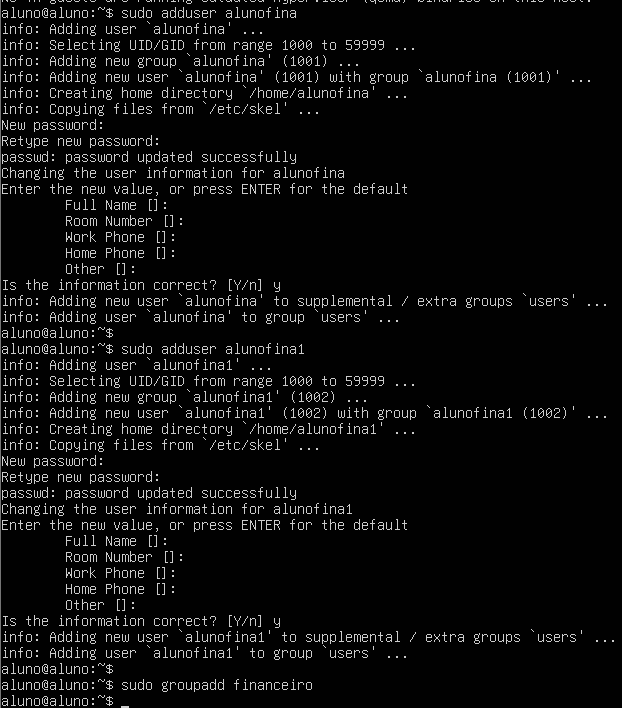 aluno@aluno:~$ sudo adduser alunofina
info: Adding user `alunofina' ...
info: Selecting UID/GID from range 1000 to 59999 ...
info: Adding new group `alunofina' (1001) ...
info: Adding new user `alunofina' (1001) with group `alunofina (1001)' ...
info: Creating home directory `/home/alunofina' ...
info: Copying files from `/etc/skel' ...
New password:
Retype new password:
passwd: password updated successfully
Changing the user information for alunofina
Enter the new value, or press ENTER for the default
Full Name []:
Room Number []:
Work Phone []:
Home Phone []:
Other []:
Is the information correct? [Y/n] y
info: Adding new user `alunofina' to supplemental / extra groups `users' ...
info: Adding user `alunofina' to group `users' ...
aluno@aluno:~$
aluno@aluno:~$ sudo adduser alunofina1
info: Adding user `alunofina1' ...
info: Selecting UID/GID from range 1000 to 59999 ...
info: Adding new group `alunofina1' (1002) ...
info: Adding new user `alunofina1' (1002) with group `alunofina1 (1002)' ...
info: Creating home directory `/home/alunofina1' ...
info: Copying files from `/etc/skel' ...
New password:
Retype new password:
passwd: password updated successfully
Changing the user information for alunofina1
Enter the new value, or press ENTER for the default
Full Name []:
Room Number []:
Work Phone []:
Home Phone []:
Other []:
Is the information correct? [Y/n] y
info: Adding new user `alunofina1' to supplemental / extra groups `users' ...
info: Adding user `alunofina1' to group `users' ...
aluno@aluno:~$
aluno@aluno:~$ sudo groupadd financeiro
aluno@aluno:~$ _